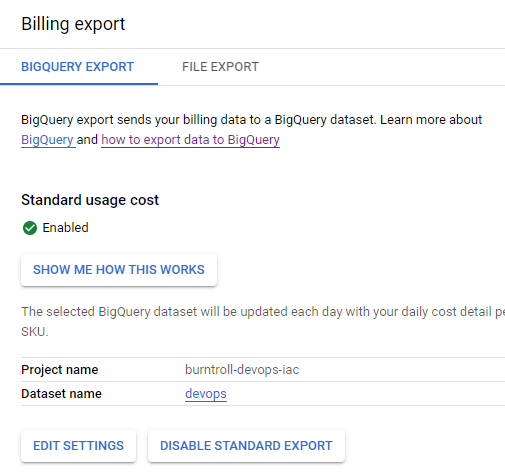 Billing export
BIGQUERY EXPORT FILE EXPORT
BigQuery export sends your billing data to a BigQuery dataset. Learn more about
BigQuery and how to export data to BigQuery
Standard usage cost
Enabled
SHOW ME HOW THIS WORKS
The selected BigQuery dataset will be updated each day with your daily cost detail pe
SKU.
Project name burntroll-devops-iac
Dataset name devops
EDIT SETTINGS DISABLE STANDARD EXPORT